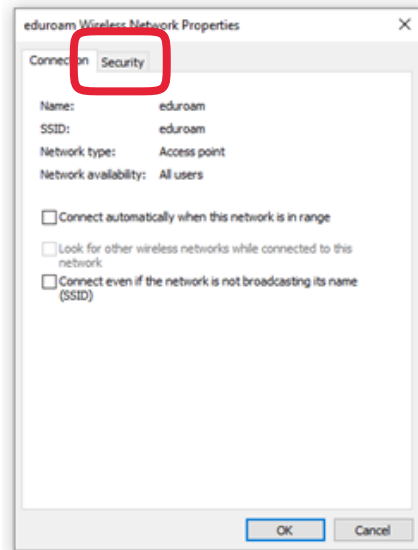 eduroam Wireless Network Properties
Connection Security
Name: eduroam
SSID: eduroam
Network type: Access point
Network availability: All users
Connect automatically when this network is in range
Look for other wireless networks while connected to this
network
Connect even if the network is not broadcasting its name
(SSID)
OK Cancel